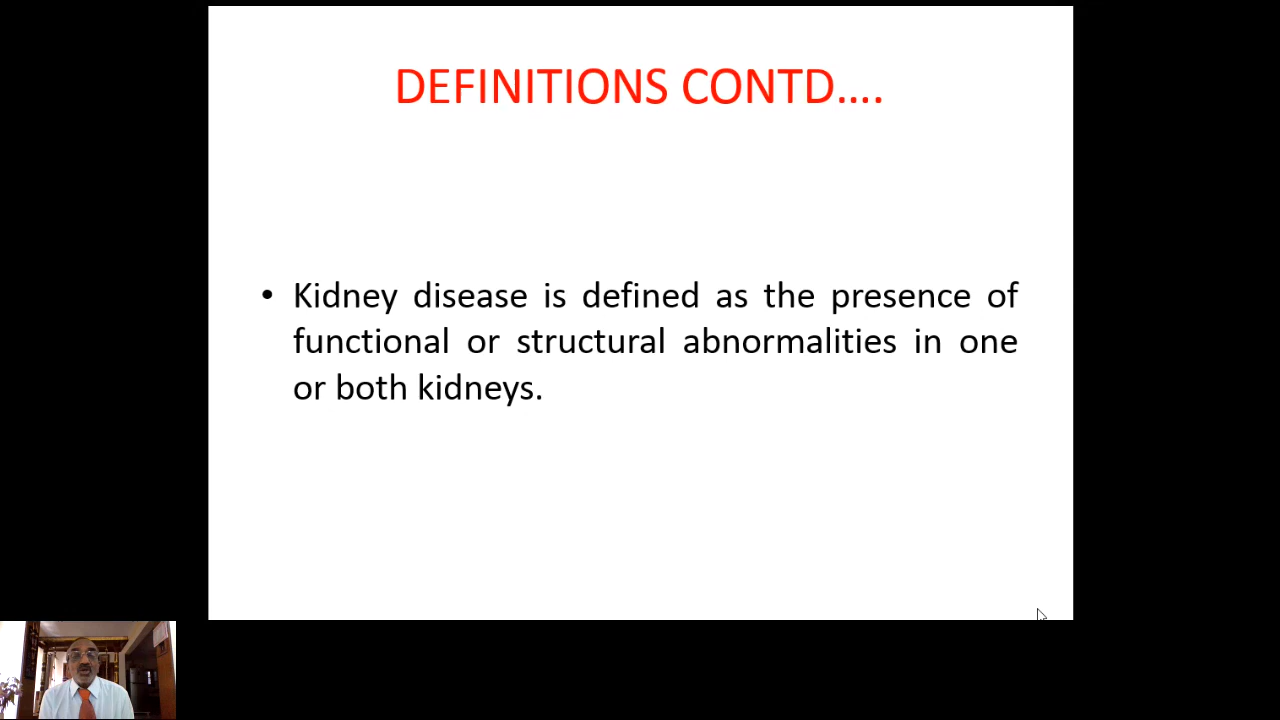 DEFINITIONS CONTD....
• Kidney disease is defined as the presence of
functional or structural abnormalities in one
or both kidneys.